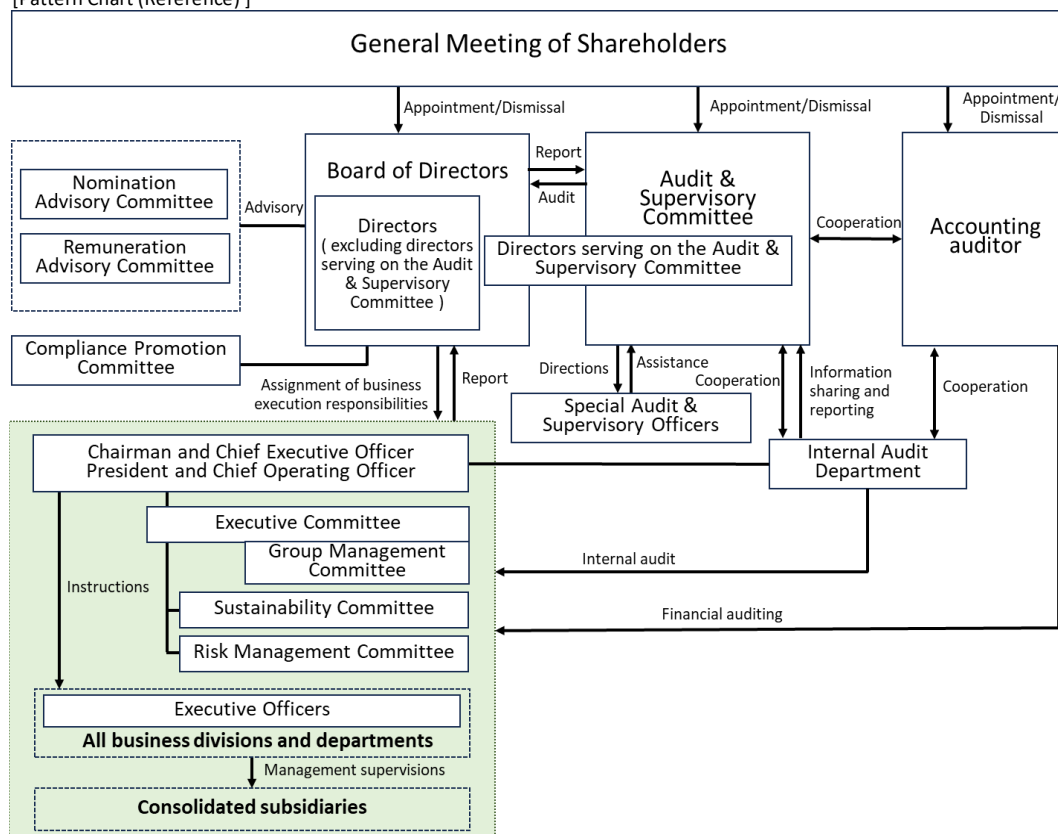 [Pattern Chart (Reference) ]
General Meeting of Shareholders
Appointment/Dismissal
Appointment/Dismissal
Appointment/
Dismissal
Nomination
Advisory Committee
Remuneration
Advisory Committee
Advisory
Board of Directors
Directors
( excluding directors
serving on the Audit
& Supervisory
Committee )
Report
Audit
Audit &
Supervisory
Committee
Directors serving on the Audit &
Supervisory Committee
Cooperation
Accounting
auditor
Compliance Promotion
Committee
Assignment of business
execution responsibilities
Report
Directions
Assistance
Cooperation
Information
sharing and
reporting
Cooperation
Special Audit &
Supervisory Officers
Internal Audit
Department
Chairman and Chief Executive Officer
President and Chief Operating Officer
Executive Committee
Group Management
Committee
Internal audit
Instructions
Sustainability Committee
Financial auditing
Risk Management Committee
Executive Officers
All business divisions and departments
Management supervisions
Consolidated subsidiaries